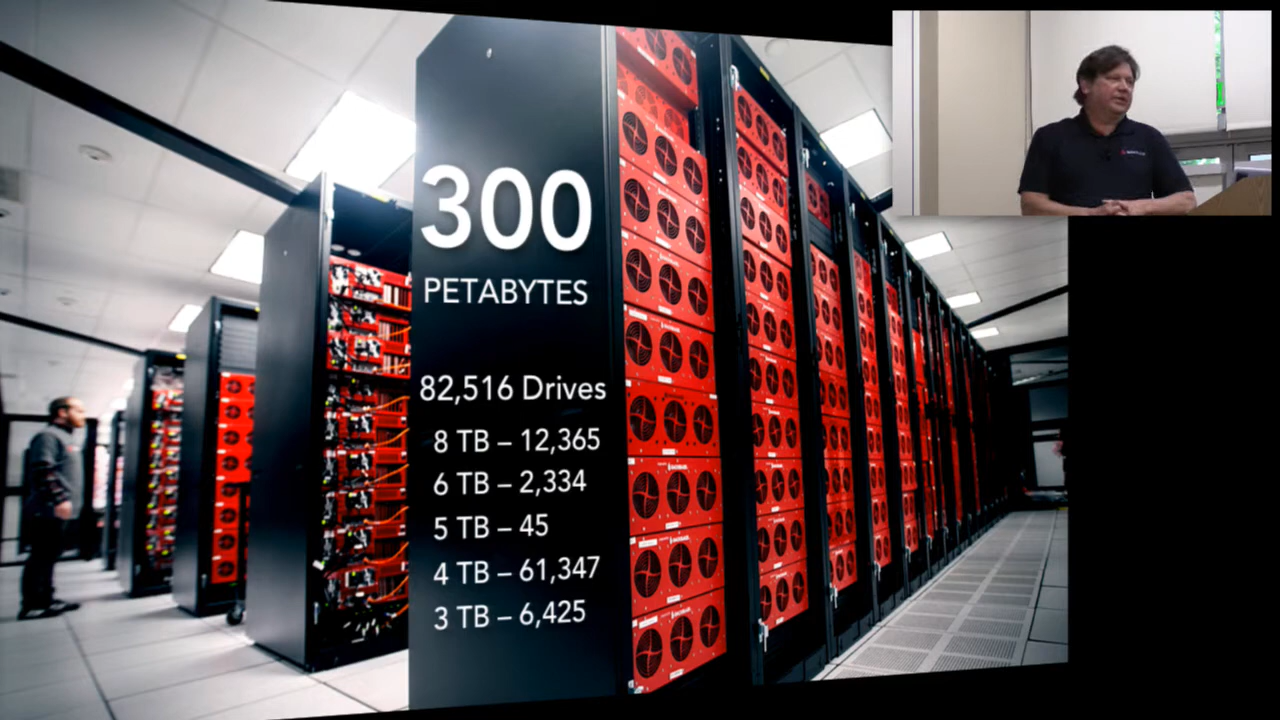 300
PETABYTES
82,516 Drives
8 TB – 12,365
6 TB – 2,334
5 TB – 45
4 TB – 61,347
3 TB – 6,425